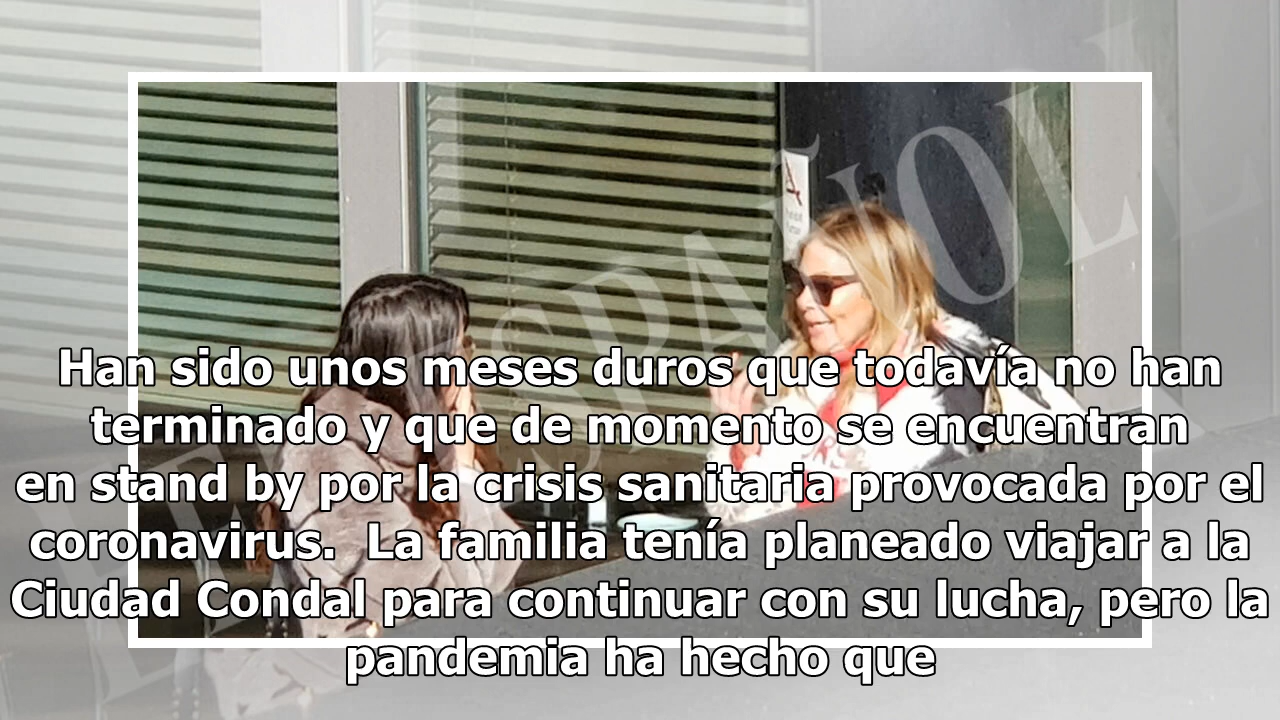 EL ESPAÑOL
Han sido unos meses duros que todavía no han
terminado y que de momento se encuentran
en stand by por la crisis sanitaria provocada por el
coronavirus.  La familia tenía planeado viajar a la
Ciudad Condal para continuar con su lucha, pero la
pandemia ha hecho que